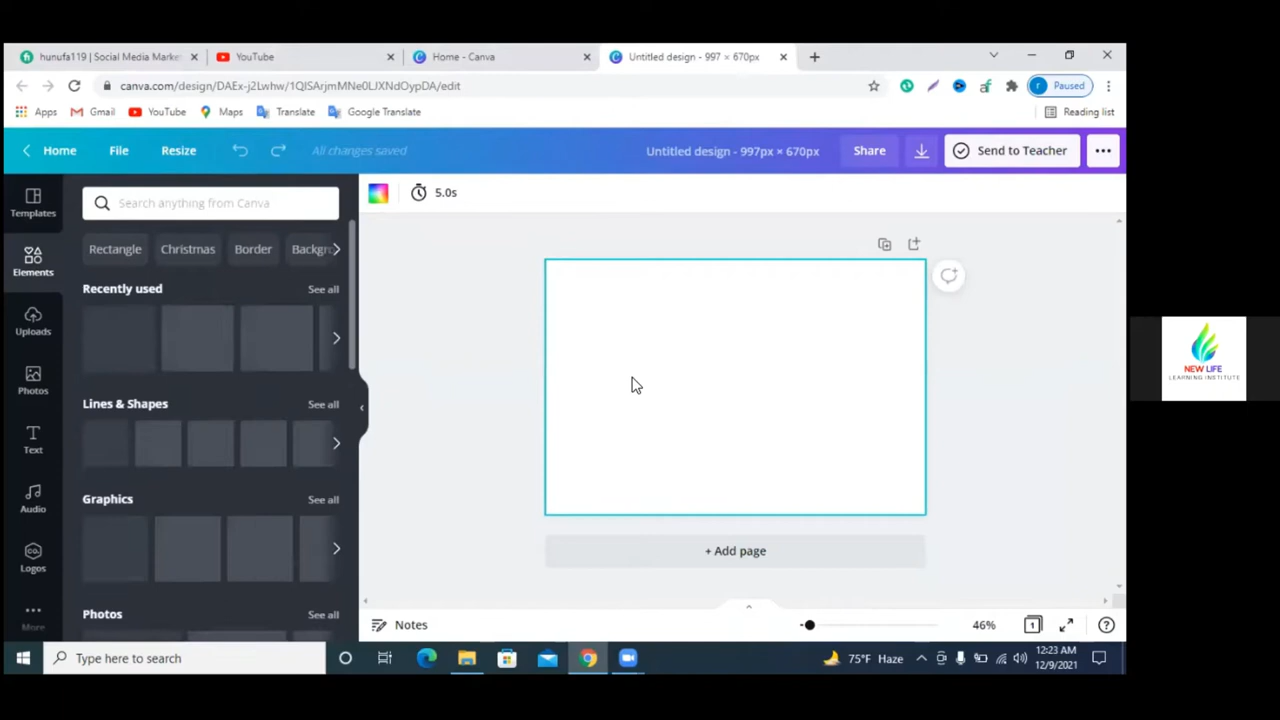 hunufa119 | Social Media Marke
YouTube
Home - Canva
Untitled design - 997 × 670px
canva.com/design/DAEx-j2Lwhw/1QISArjmMNe0LJXNdOypDA/edit
r
Paused
Apps
Gmail
YouTube
Maps
Translate
Google Translate
Reading list
Home
File
Resize
All changes saved
Untitled design - 997px × 670px
Share
Send to Teacher
Templates
Elements
Uploads
Photos
Text
Audio
CO.
Logos
More
Search anything from Canva
Rectangle
Christmas
Border
Backgro
Recently used
See all
Lines & Shapes
See all
Graphics
See all
Photos
See all
5.0s
+ Add page
Notes
46%
1
NEW LIFE
LEARNING INSTITUTE
Type here to search
75°F Haze
12:23 AM
12/9/2021